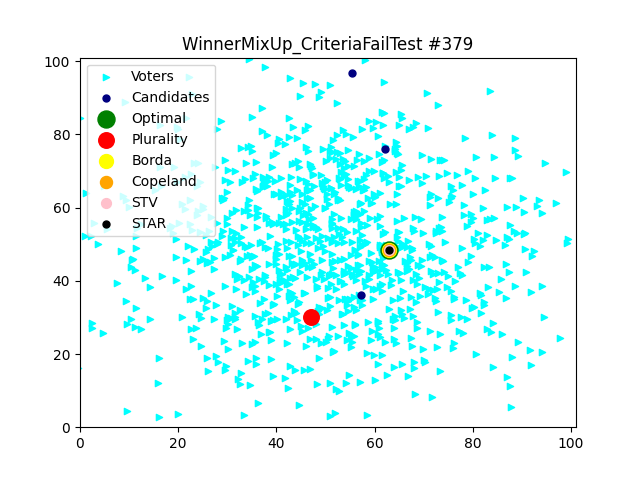 WinnerMixUp_CriteriaFailTest #379
100
80
60
40
20
0
0
20
40
60
80
100
Voters
Candidates
Optimal
Plurality
Borda
Copeland
STV
STAR